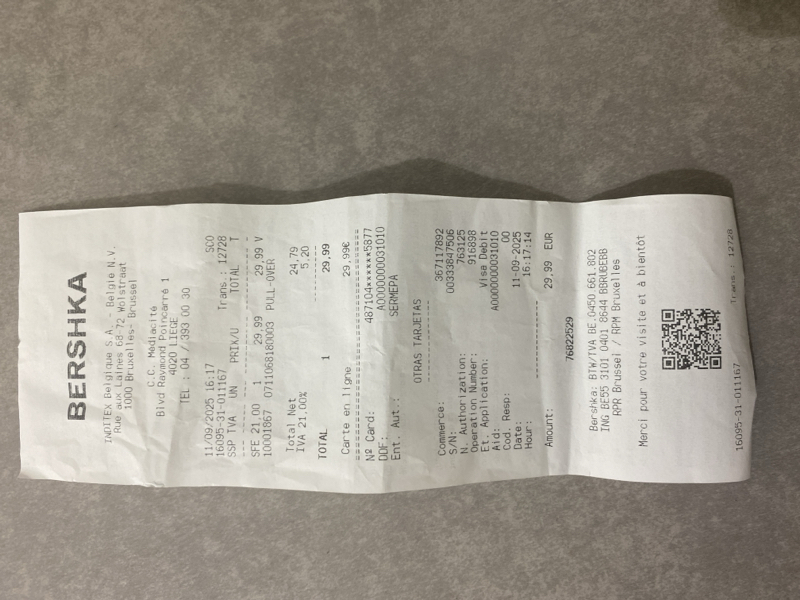 BERSHKA
INDITEX Belgique S.A. - Belgie N.V.
Rue aux Laines 68-72 Wolstraat
1000 Bruxelles- Brussel
C.C. Médiacité
Blvd Raymond Poincarré 1
4020 LIEGE
TEL : 04 / 393 00 30
11/09/2025 16:17 SCO
16095-31-011167 Trans.: 12728
SSP TVA UN PRIX/U TOTAL T
SFE 21,00 1 29,99 29,99 V
10001867 0711068180003 PULL-OVER
Total Net 24,79
IVA 21,00% 5,20
TOTAL 1 29,99
Carte en ligne 29,99€
Nº Card: 487104******5877
DDF: A0000000031010
Ent. Aut.: SERMEPA
OTRAS TARJETAS
Commerce: 367117892
S/N: 00333847506
N. Authorization: 763125
Operation Number: 916898
Et. Application: Visa Debit
Aid: A0000000031010
Cod. Resp: 00
Date: 11-09-2025
Hour: 16:17:14
Amount: 29,99 EUR
76822529
Bershka: BTW/TVA BE 0450.661.802
ING BE55 3101 0401 8644 BBRUBEBB
RPR Brussel / RPM Bruxelles
Merci pour votre visite et à bientôt
16095-31-011167 Trans.: 12728